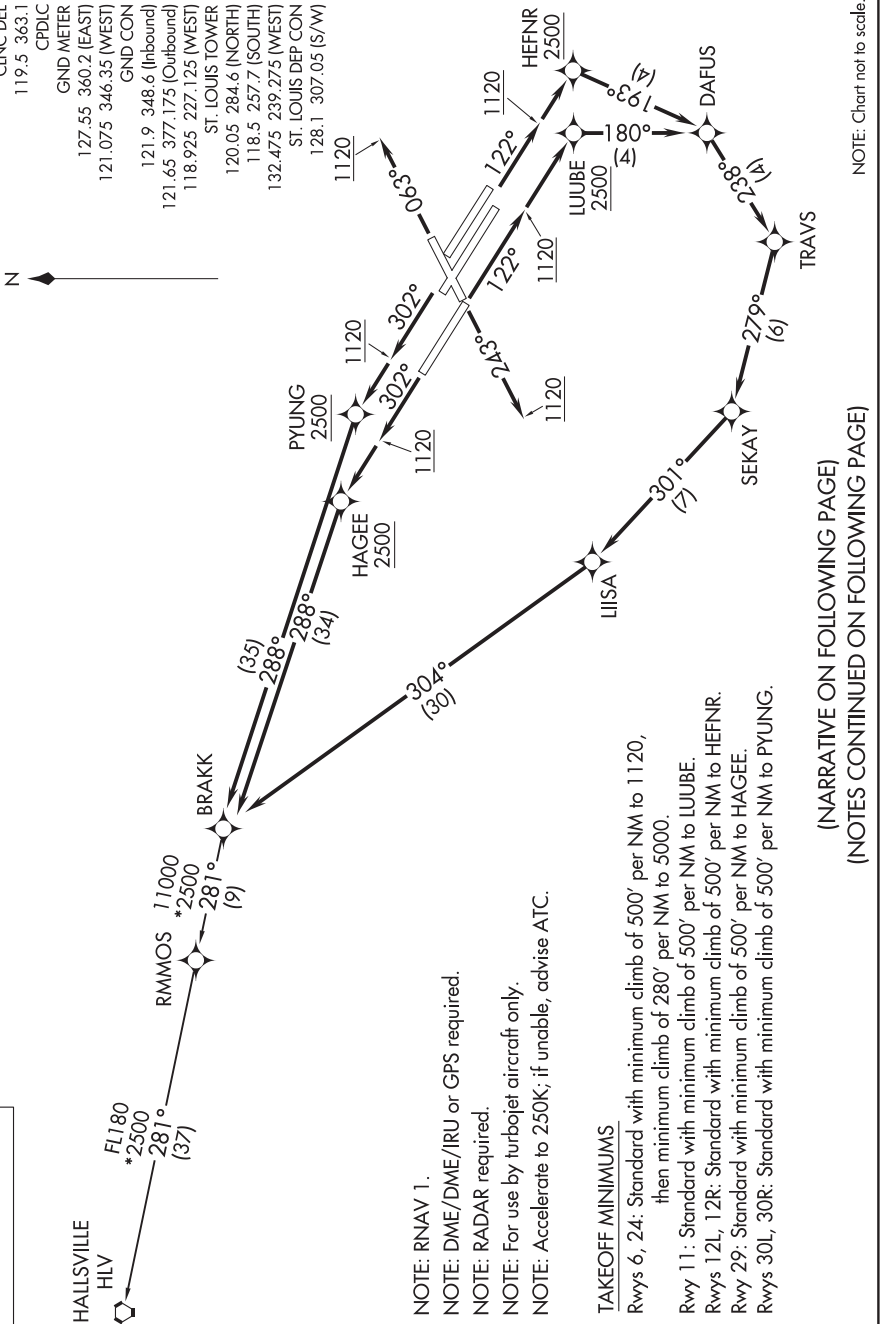 CLNC DEL
119.5 363.1
CPDLC
GND METER
127.55 360.2 (EAST)
121.075 346.35 (WEST)
GND CON
121.9 348.6 (Inbound)
121.65 377.175 (Outbound)
118.925 227.125 (WEST)
ST. LOUIS TOWER
120.05 284.6 (NORTH)
118.5 257.7 (SOUTH)
132.475 239.275 (WEST)
ST. LOUIS DEP CON
128.1 307.05 (S/W)
N
1120
063°
1120
HEFNR
2500
122°
193°
(4)
LUUBE
2500
180°
(4)
DAFUS
122°
1120
238°
(4)
TRAVS
302°
1120
PYUNG
2500
302°
1120
243°
1120
HAGEE
2500
279°
(6)
SEKAY
301°
(7)
LIISA
(35)
288°
288°
(34)
304°
(30)
BRAKK
11000
*2500
281°
(9)
RMMOS
FL180
*2500
281°
(37)
HALLSVILLE
HLV
NOTE: RNAV 1.
NOTE: DME/DME/IRU or GPS required.
NOTE: RADAR required.
NOTE: For use by turbojet aircraft only.
NOTE: Accelerate to 250K; if unable, advise ATC.
TAKEOFF MINIMUMS
Rwys 6, 24: Standard with minimum climb of 500' per NM to 1120,
then minimum climb of 280' per NM to 5000.
Rwy 11: Standard with minimum climb of 500' per NM to LUUBE.
Rwys 12L, 12R: Standard with minimum climb of 500' per NM to HEFNR.
Rwy 29: Standard with minimum climb of 500' per NM to HAGEE.
Rwys 30L, 30R: Standard with minimum climb of 500' per NM to PYUNG.
(NARRATIVE ON FOLLOWING PAGE)
(NOTES CONTINUED ON FOLLOWING PAGE)
NOTE: Chart not to scale.